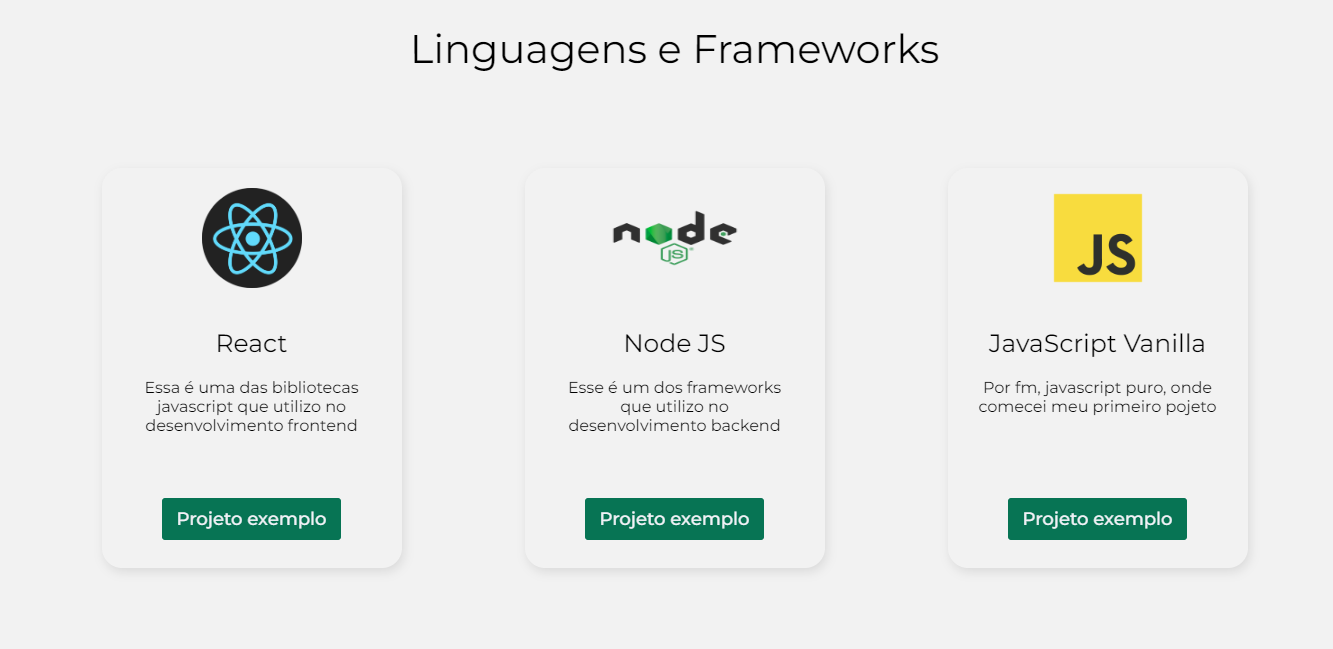 Linguagens e Frameworks
node
JS
JS
React
Node JS
JavaScript Vanilla
Essa é uma das bibliotecas
javascript que utilizo no
desenvolvimento frontend
Esse é um dos frameworks
que utilizo no
desenvolvimento backend
Por fm, javascript puro, onde
comecei meu primeiro pojeto
Projeto exemplo
Projeto exemplo
Projeto exemplo